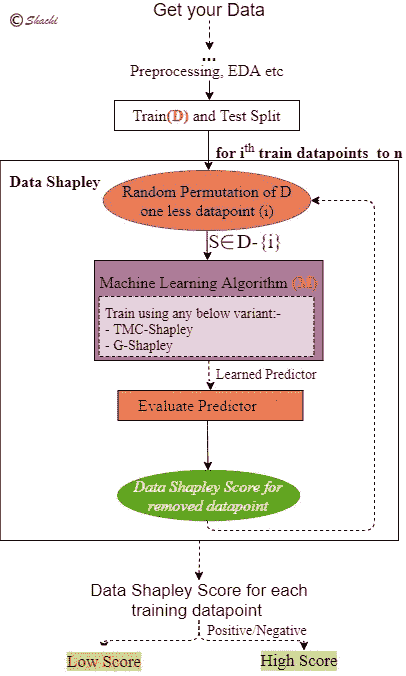 © Shachi
Get your Data
...
Preprocessing, EDA etc
Train(D) and Test Split
for ith train datapoints to n
Data Shapley
Random Permutation of D
one less datapoint (i)
S∈D-{i}
Machine Learning Algorithm (M)
Train using any below variant:-
- TMC-Shapley
- G-Shapley
Learned Predictor
Evaluate Predictor
Data Shapley Score for
removed datapoint
Data Shapley Score for each
training datapoint
Positive/Negative
Low Score
High Score